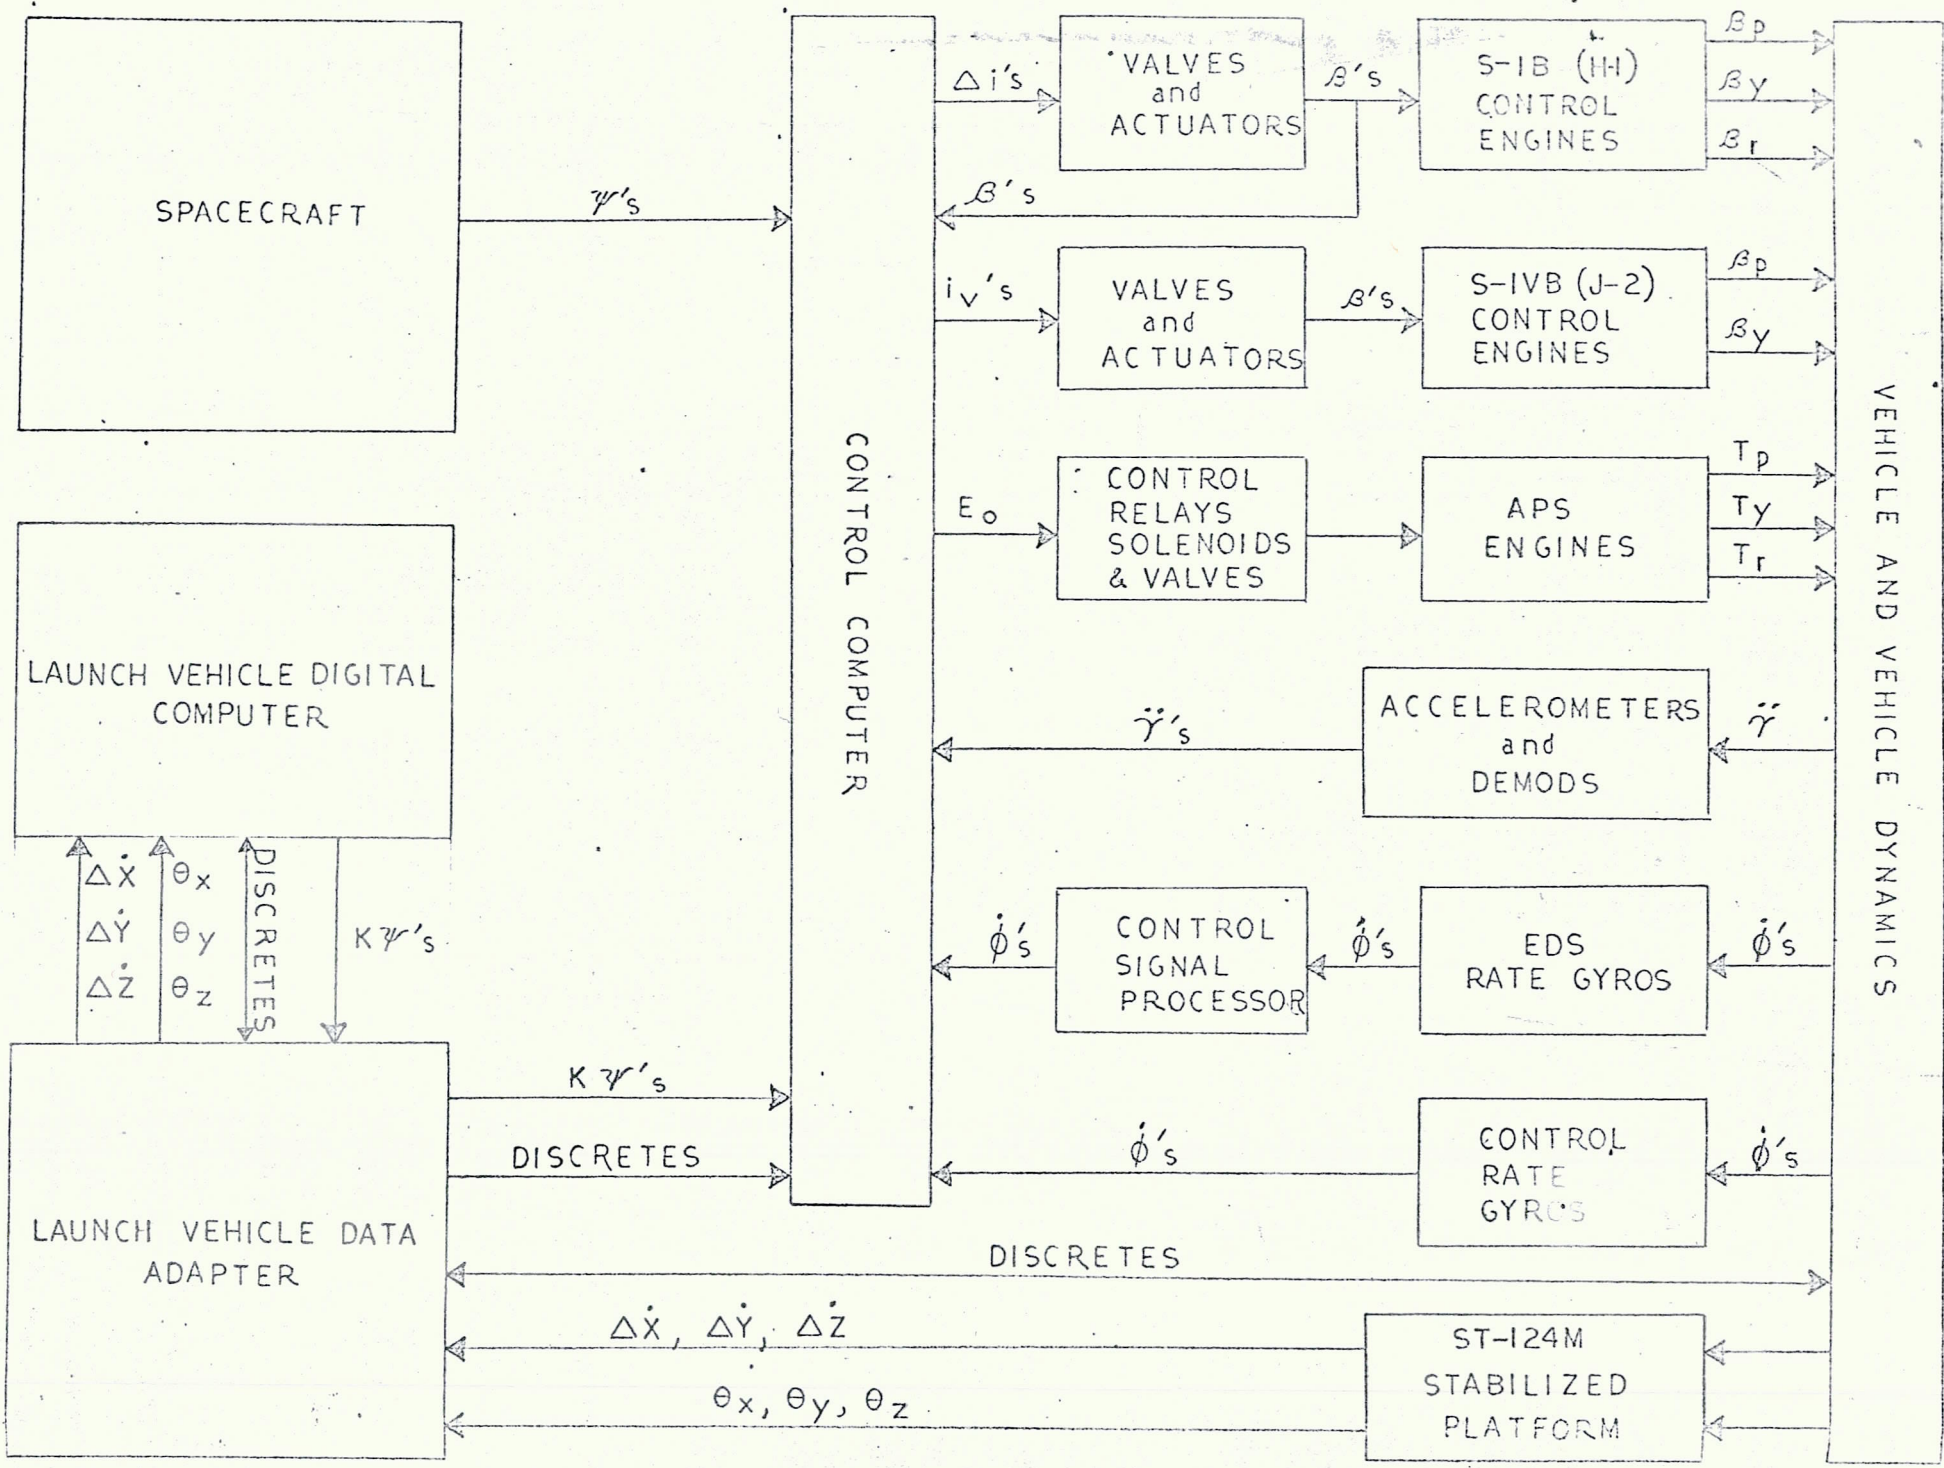 SPACECRAFT
ψ's
CONTROL COMPUTER
Δi's
VALVES
and
ACTUATORS
β's
S-IB (H-1)
CONTROL
ENGINES
βp
βy
βr
β's
iv's
VALVES
and
ACTUATORS
β's
S-IVB (J-2)
CONTROL
ENGINES
βp
βy
Eo
CONTROL
RELAYS
SOLENOIDS
& VALVES
APS
ENGINES
Tp
Ty
Tr
VEHICLE AND VEHICLE DYNAMICS
LAUNCH VEHICLE DIGITAL
COMPUTER
γ̈'s
ACCELEROMETERS
and
DEMODS
γ̈
ΔẊ
ΔẎ
ΔŻ
θx
θy
θz
DISCRETES
Kψ's
φ̇'s
CONTROL
SIGNAL
PROCESSOR
φ̇'s
EDS
RATE GYROS
φ̇'s
Kψ's
DISCRETES
φ̇'s
CONTROL
RATE
GYROS
φ̇'s
LAUNCH VEHICLE DATA
ADAPTER
DISCRETES
ΔẊ, ΔẎ, ΔŻ
θx, θy, θz
ST-124M
STABILIZED
PLATFORM